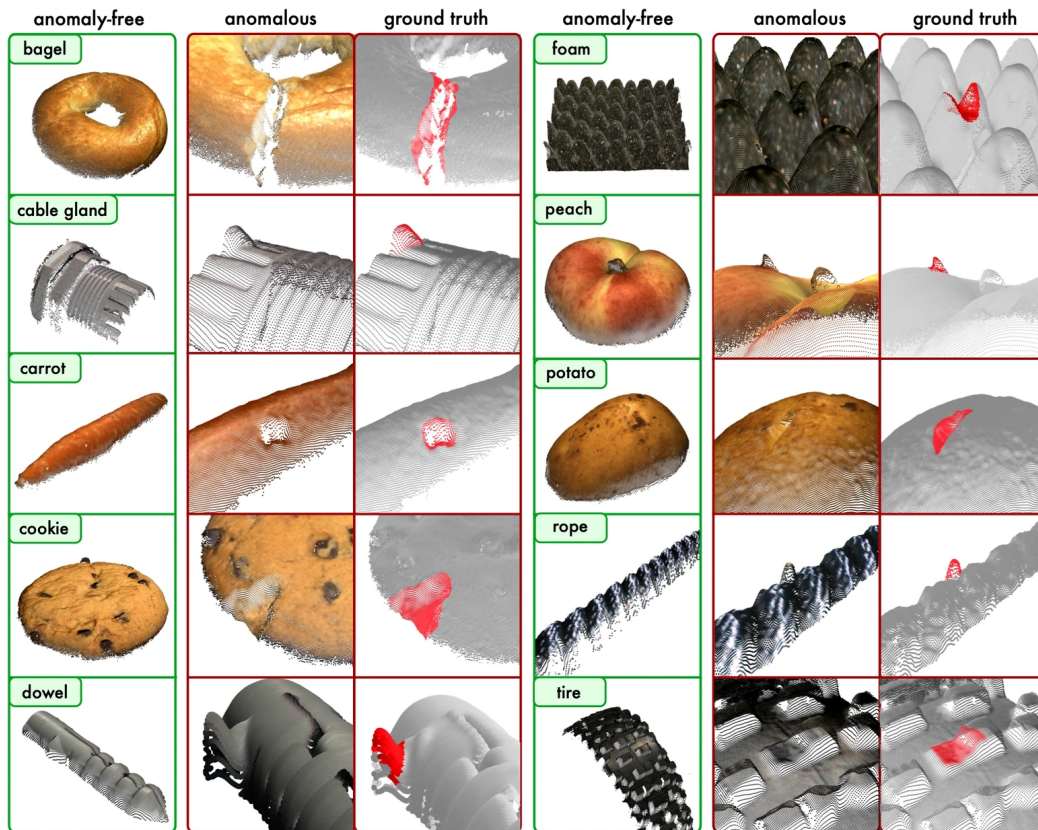 anomaly-free anomalous ground truth anomaly-free anomalous ground truth
bagel foam
cable gland peach
carrot potato
cookie rope
dowel tire